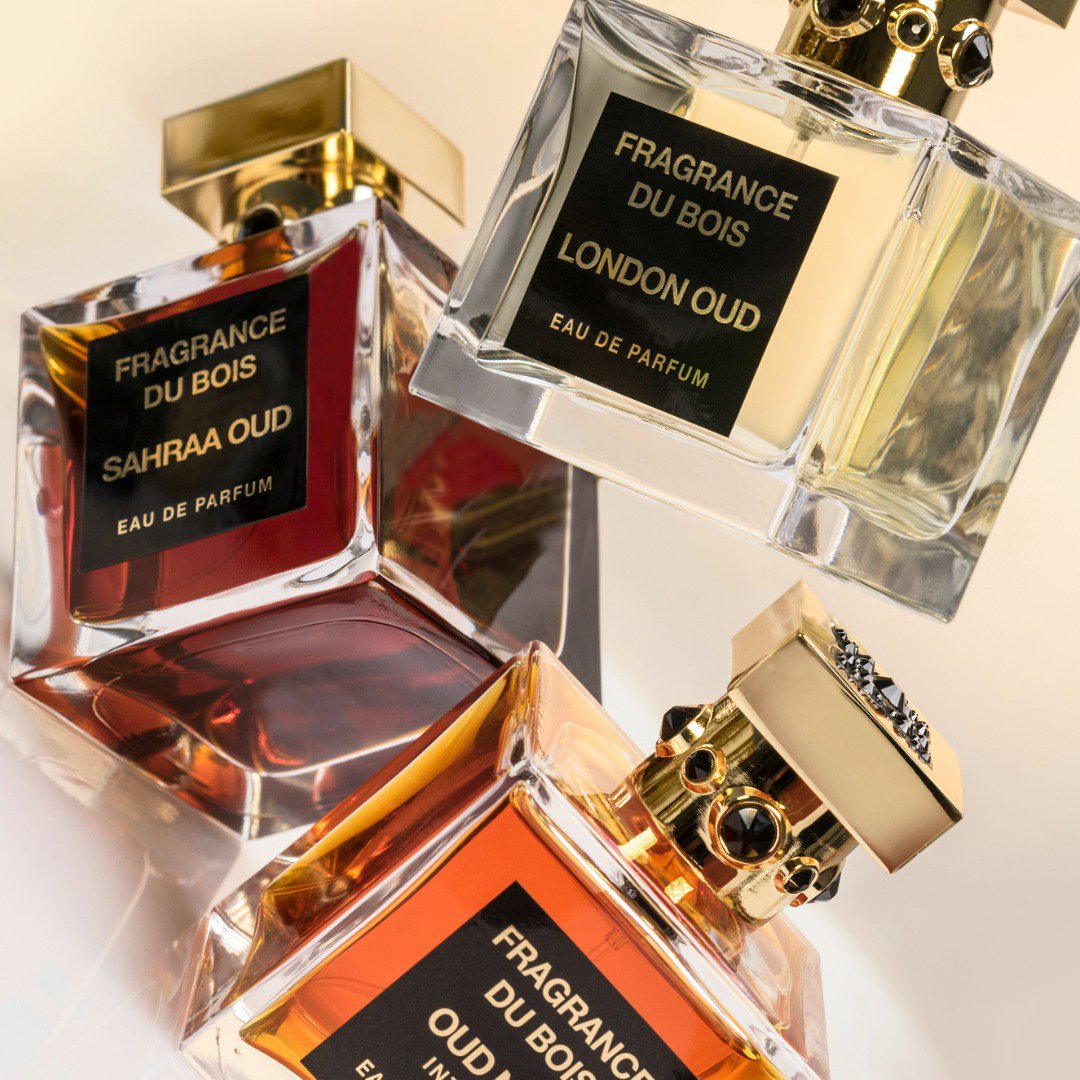 FRAGRANCE
DU BOIS
SAHRAA OUD
EAU DE PARFUM
FRAGRANCE
DU BOIS
LONDON OUD
EAU DE PARFUM
FRAGRANCE
DU BOIS
OUD